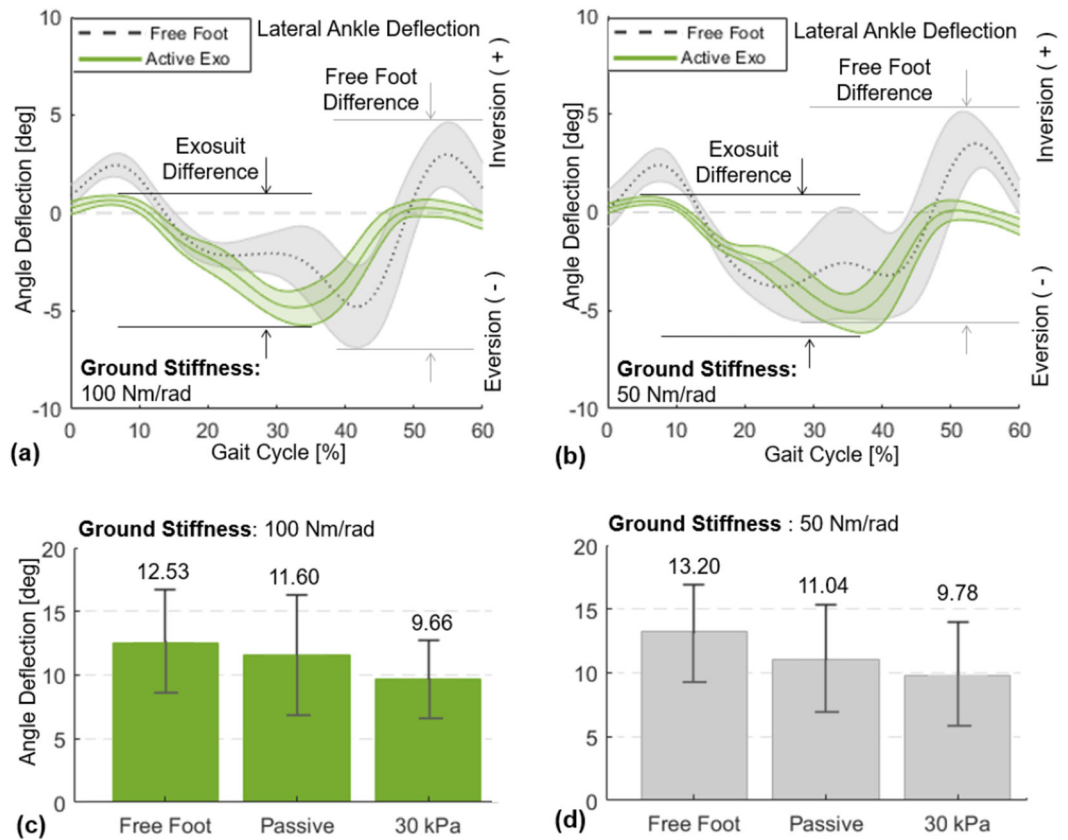 10
Free Foot
Active Exo
Lateral Ankle Deflection
Free Foot
Difference
Exosuit
Difference
5
0
-5
-10
Angle Deflection [deg]
Inversion ( + )
Eversion ( - )
Ground Stiffness:
100 Nm/rad
0 10 20 30 40 50 60
Gait Cycle [%]
(a)
10
Free Foot
Active Exo
Lateral Ankle Deflection
Free Foot
Difference
Exosuit
Difference
5
0
-5
-10
Angle Deflection [deg]
Inversion ( + )
Eversion ( - )
Ground Stiffness:
50 Nm/rad
0 10 20 30 40 50 60
Gait Cycle [%]
(b)
Ground Stiffness: 100 Nm/rad
20
15
10
5
0
Angle Deflection [deg]
12.53 11.60 9.66
Free Foot Passive 30 kPa
(c)
Ground Stiffness : 50 Nm/rad
20
15
10
5
0
13.20 11.04 9.78
Free Foot Passive 30 kPa
(d)